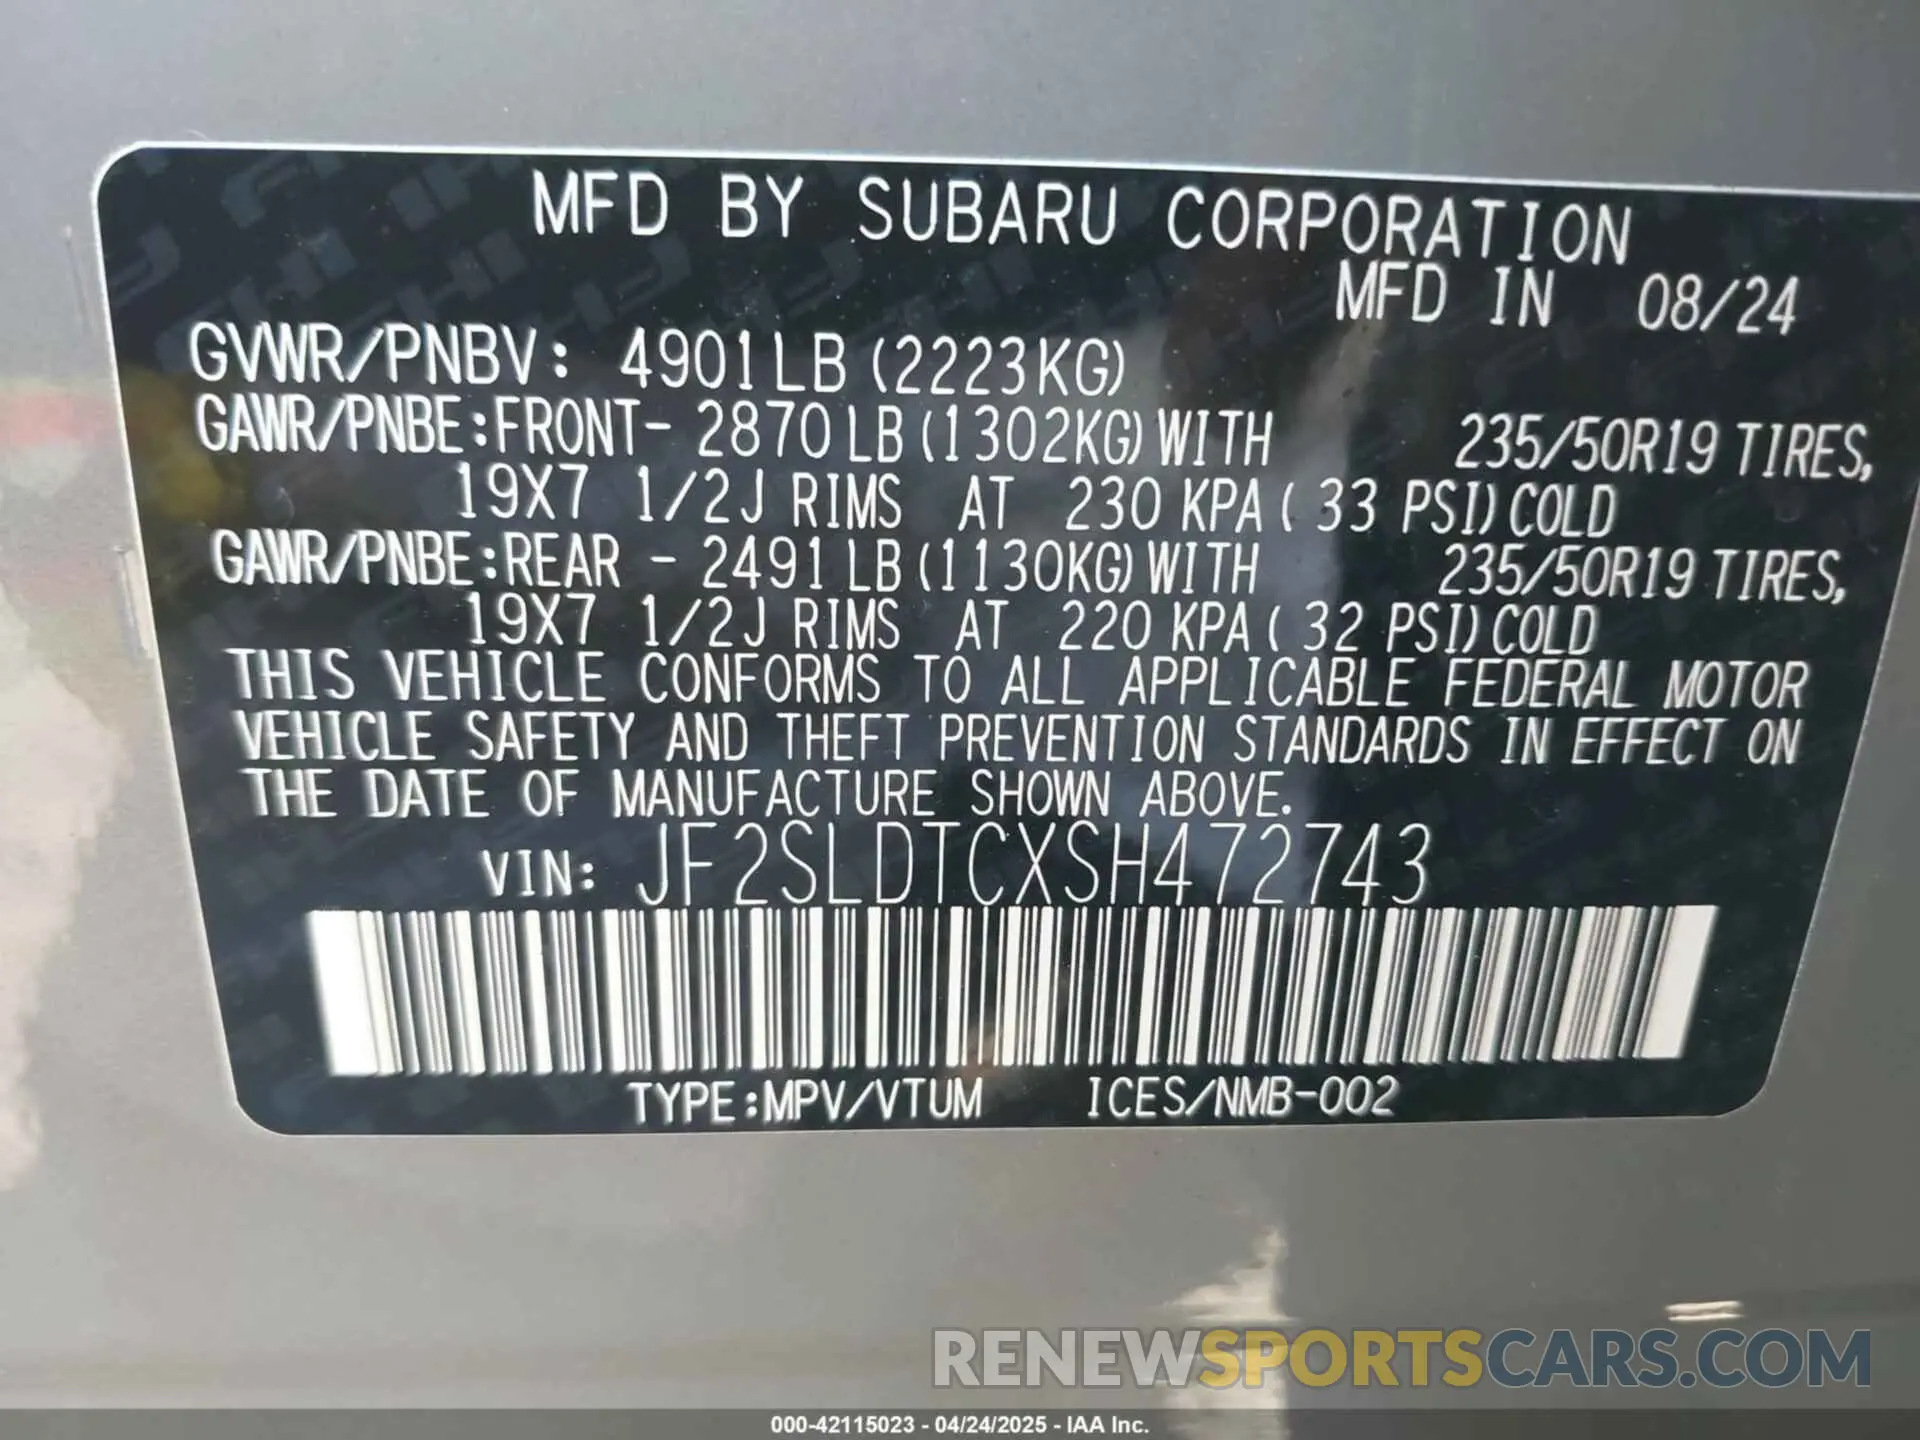 MFD BY SUBARU CORPORATION
MFD IN 08/24
GVWR/PNBV: 4901LB (2223KG)
GAWR/PNBE:FRONT- 2870LB (1302KG) WITH 235/50R19 TIRES,
19X7 1/2J RIMS AT 230 KPA ( 33 PSI) COLD
GAWR/PNBE:REAR - 2491LB (1130KG) WITH 235/50R19 TIRES,
19X7 1/2J RIMS AT 220 KPA ( 32 PSI) COLD
THIS VEHICLE CONFORMS TO ALL APPLICABLE FEDERAL MOTOR
VEHICLE SAFETY AND THEFT PREVENTION STANDARDS IN EFFECT ON
THE DATE OF MANUFACTURE SHOWN ABOVE.
VIN: JF2SLDTCXSH472743
TYPE:MPV/VTUM ICES/NMB-002
RENEWSPORTSCARS.COM
000-42115023 - 04/24/2025 - IAA Inc.